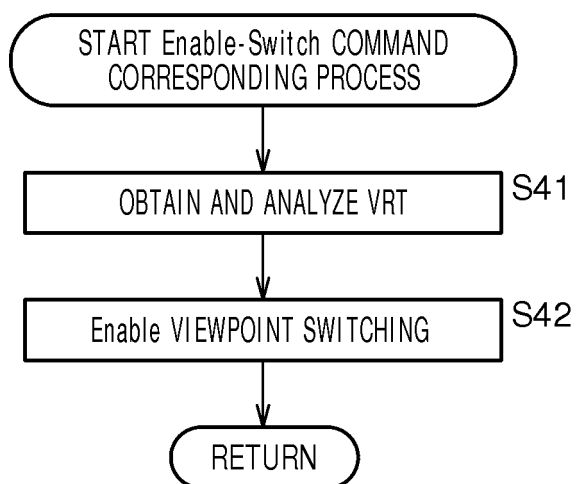 START Enable-Switch COMMAND
CORRESPONDING PROCESS
OBTAIN AND ANALYZE VRT
S41
Enable VIEWPOINT SWITCHING
S42
RETURN